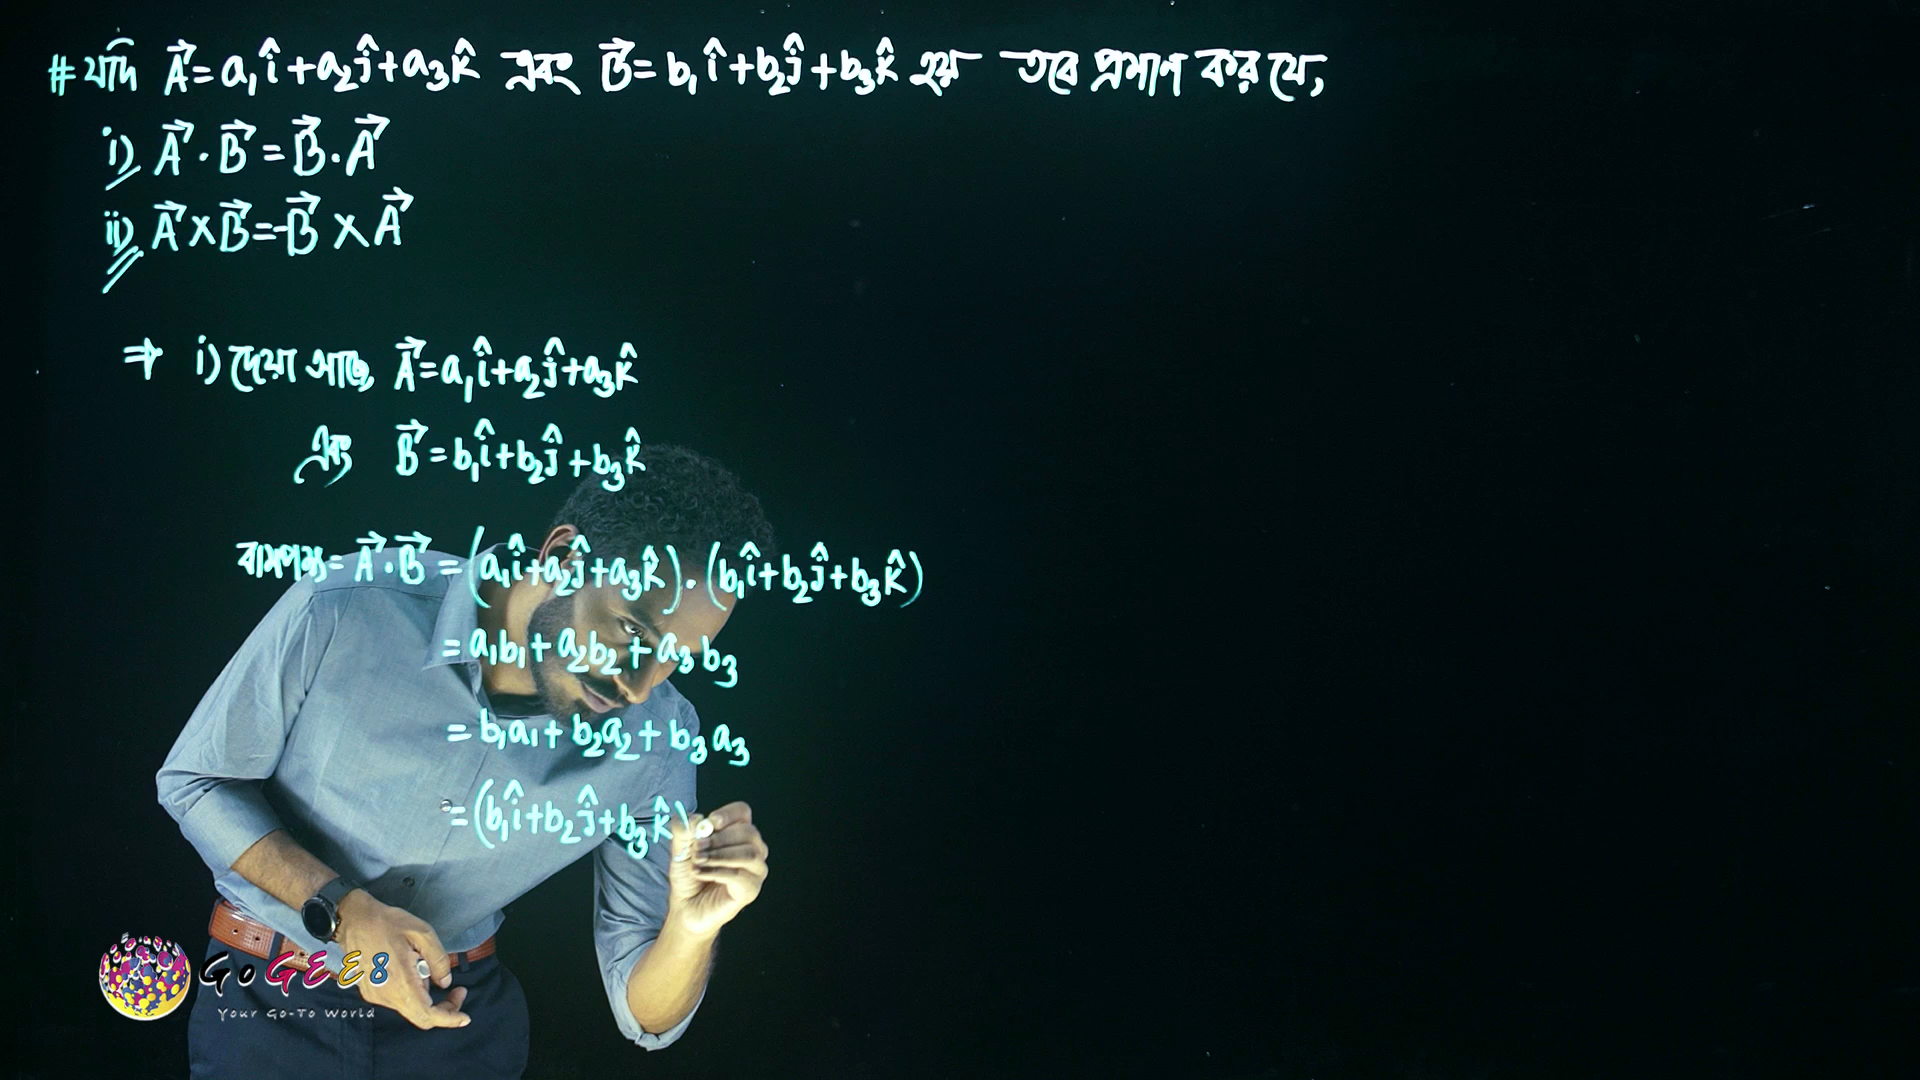 # যদি A⃗ = a₁î + a₂ĵ + a₃k̂ এবং B⃗ = b₁î + b₂ĵ + b₃k̂ হয় তবে প্রমাণ কর যে,
i) A⃗ · B⃗ = B⃗ · A⃗
ii) A⃗ × B⃗ = -B⃗ × A⃗
⇒ i) দেয়া আছে, A⃗ = a₁î + a₂ĵ + a₃k̂
এবং B⃗ = b₁î + b₂ĵ + b₃k̂
বামপক্ষ = A⃗ · B⃗ = (a₁î + a₂ĵ + a₃k̂) · (b₁î + b₂ĵ + b₃k̂)
= a₁b₁ + a₂b₂ + a₃b₃
= b₁a₁ + b₂a₂ + b₃a₃
= (b₁î + b₂ĵ + b₃k̂) ·
GoGEE8
Your Go-To World